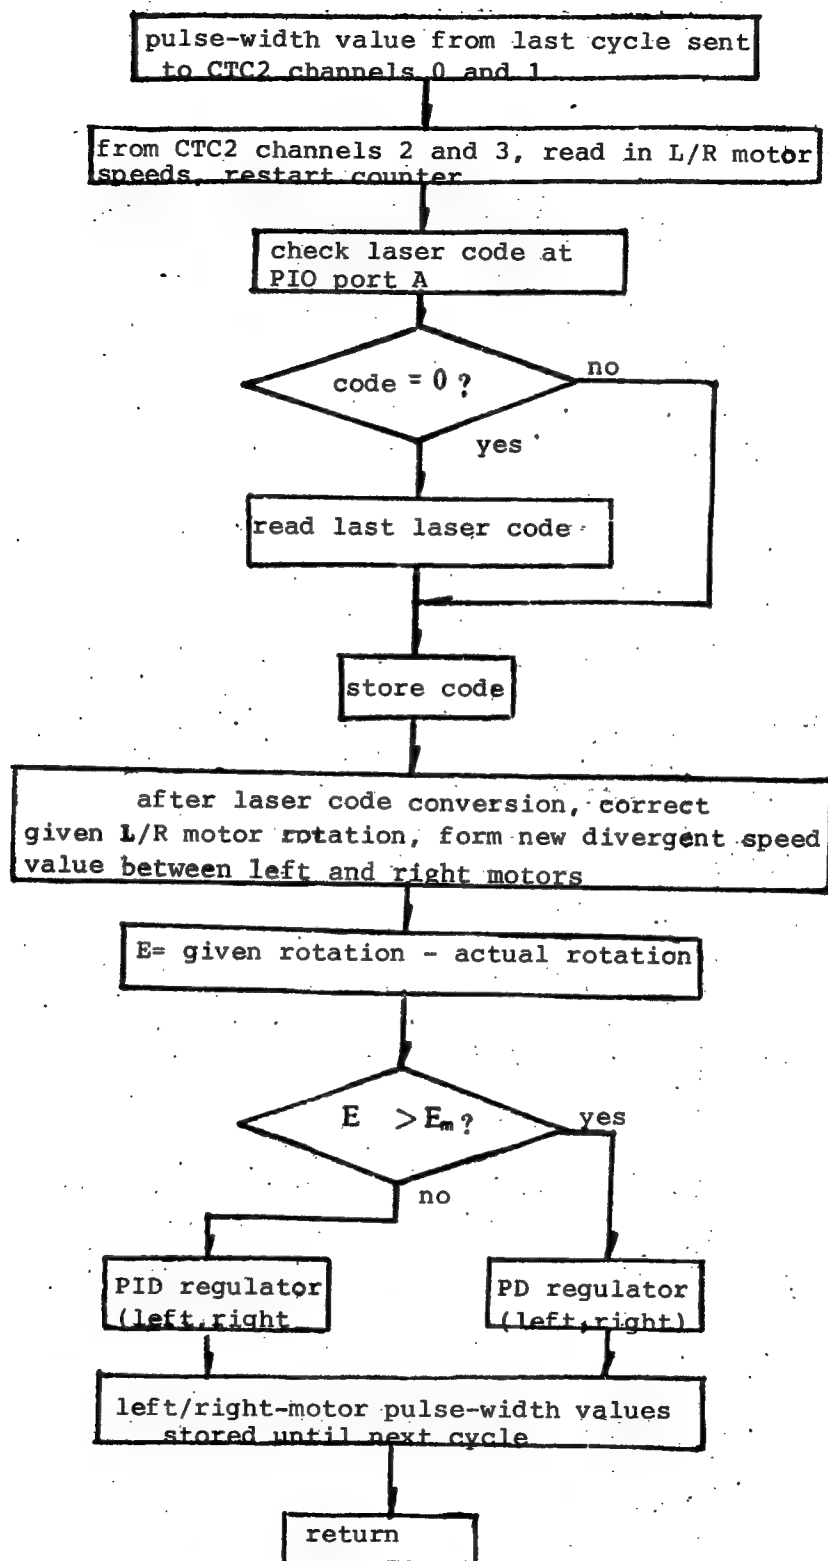 pulse-width value from last cycle sent
to CTC2 channels 0 and 1
from CTC2 channels 2 and 3, read in L/R motor
speeds, restart counter
check laser code at
PIO port A
code = 0 ?
no
yes
read last laser code
store code
after laser code conversion, correct
given L/R motor rotation, form new divergent speed
value between left and right motors
E= given rotation - actual rotation
E > Em ?
yes
no
PID regulator
(left,right
PD regulator
(left,right)
left/right-motor pulse-width values
stored until next cycle
return